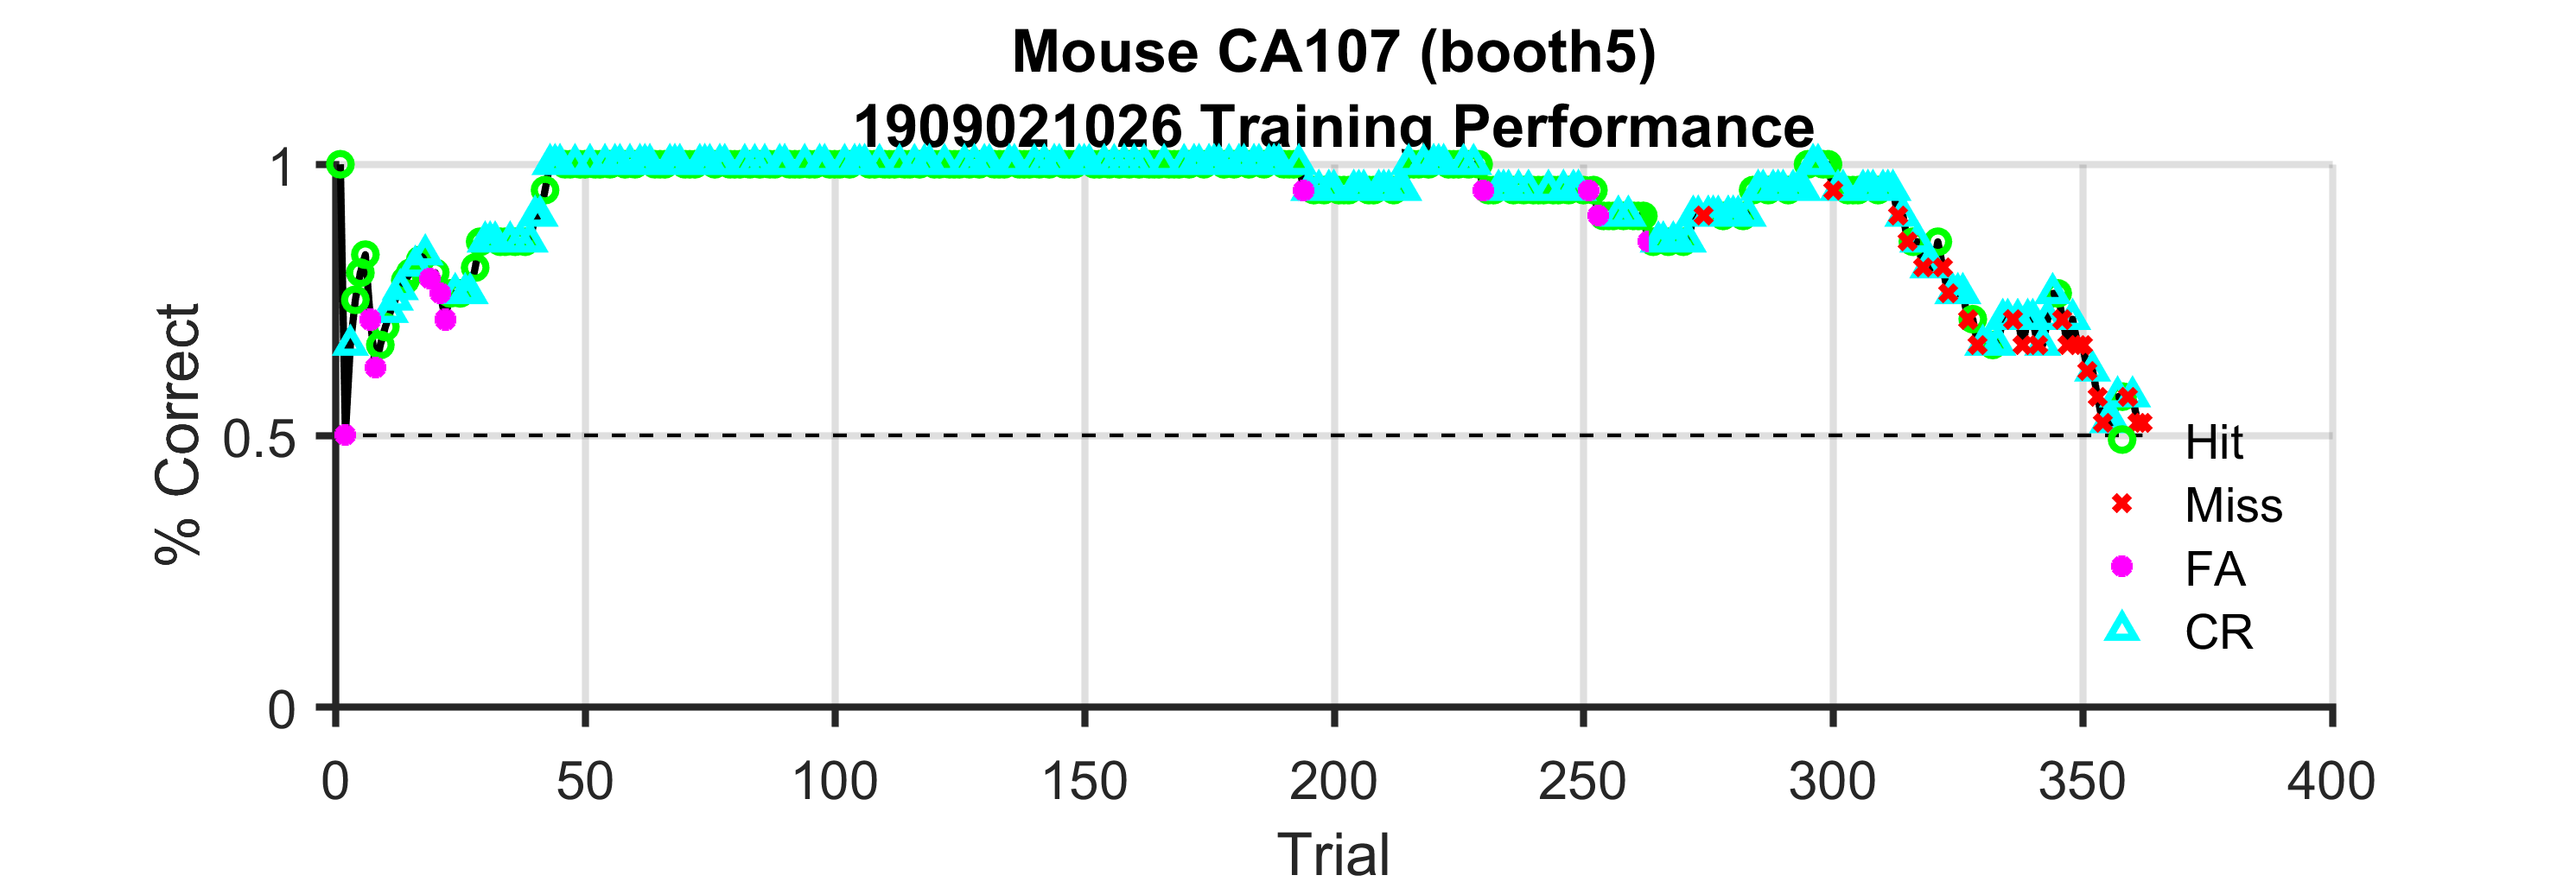 Mouse CA107 (booth5)
1909021026 Training Performance
% Correct
1
0.5
0
0 50 100 150 200 250 300 350 400
Trial
Hit
Miss
FA
CR